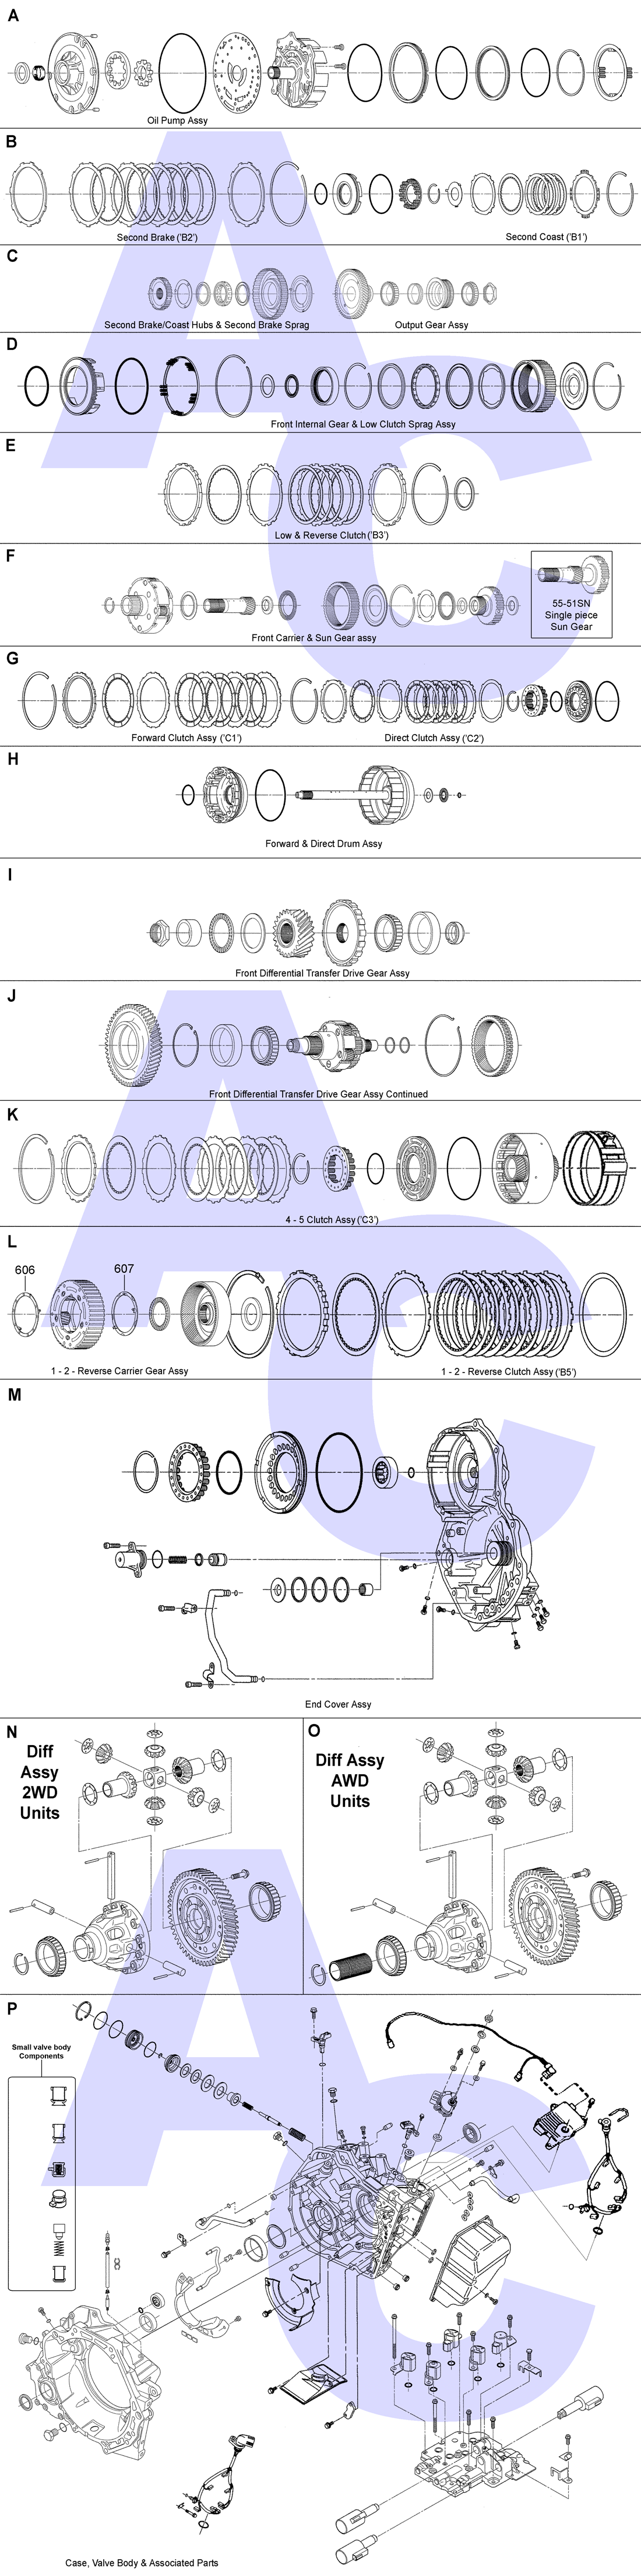 A
Oil Pump Assy
B
Second Brake ('B2')
Second Coast ('B1')
C
Second Brake/Coast Hubs & Second Brake Sprag
Output Gear Assy
D
Front Internal Gear & Low Clutch Sprag Assy
E
Low & Reverse Clutch ('B3')
F
55-51SN
Single piece
Sun Gear
Front Carrier & Sun Gear assy
G
Forward Clutch Assy ('C1')
Direct Clutch Assy ('C2')
H
Forward & Direct Drum Assy
I
Front Differential Transfer Drive Gear Assy
J
Front Differential Transfer Drive Gear Assy Continued
K
4 - 5 Clutch Assy ('C3')
L
606
607
1 - 2 - Reverse Carrier Gear Assy
1 - 2 - Reverse Clutch Assy ('B5')
M
End Cover Assy
N
Diff
Assy
2WD
Units
O
Diff Assy
AWD
Units
P
Small valve body
Components
Case, Valve Body & Associated Parts
AC
AC
AC